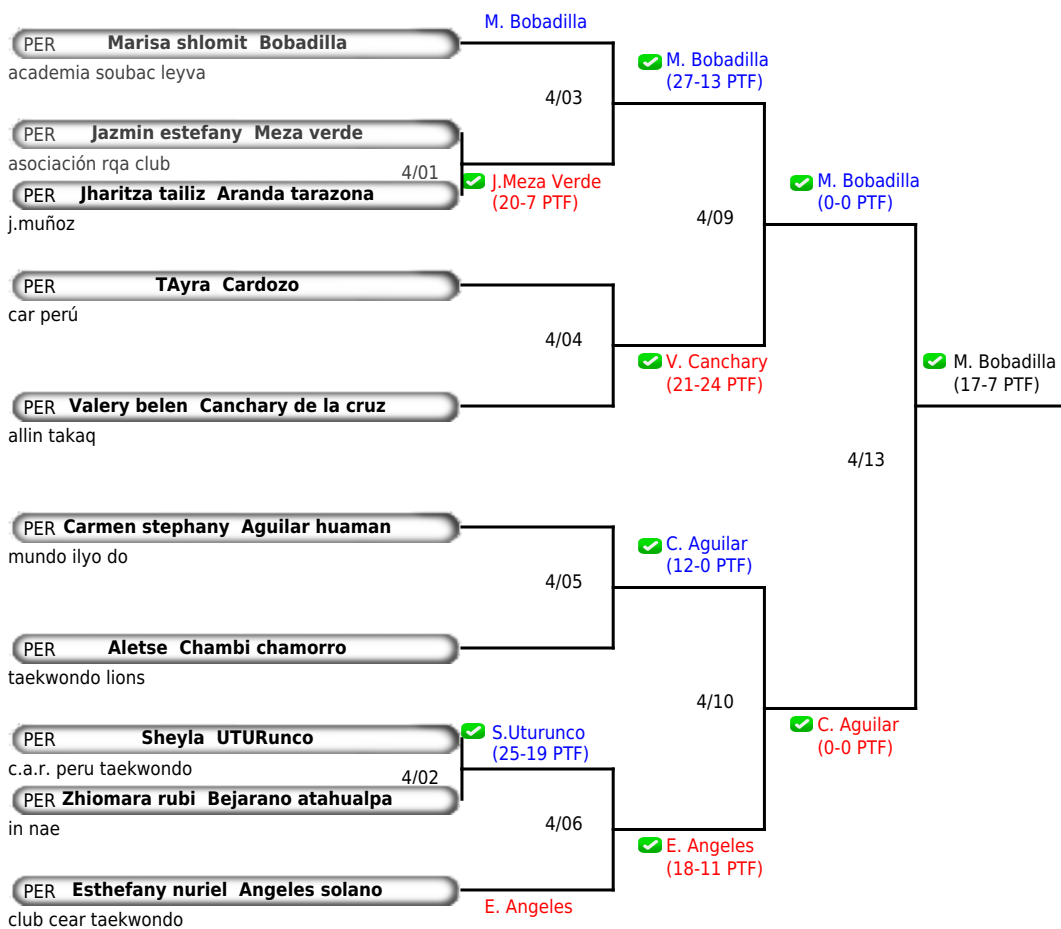 M. Bobadilla
PER Marisa shlomit Bobadilla
academia soubac leyva
4/03
M. Bobadilla
(27-13 PTF)
PER Jazmin estefany Meza verde
asociación rqa club
4/01
J.Meza Verde
(20-7 PTF)
PER Jharitza tailiz Aranda tarazona
j.muñoz
M. Bobadilla
(0-0 PTF)
4/09
PER TAyra Cardozo
car perú
4/04
V. Canchary
(21-24 PTF)
M. Bobadilla
(17-7 PTF)
PER Valery belen Canchary de la cruz
allin takaq
4/13
PER Carmen stephany Aguilar huaman
mundo ilyo do
C. Aguilar
(12-0 PTF)
4/05
PER Aletse Chambi chamorro
taekwondo lions
4/10
C. Aguilar
(0-0 PTF)
PER Sheyla UTURunco
S.Uturunco
(25-19 PTF)
c.a.r. peru taekwondo
4/02
PER Zhiomara rubi Bejarano atahualpa
in nae
4/06
E. Angeles
(18-11 PTF)
PER Esthefany nuriel Angeles solano
E. Angeles
club cear taekwondo